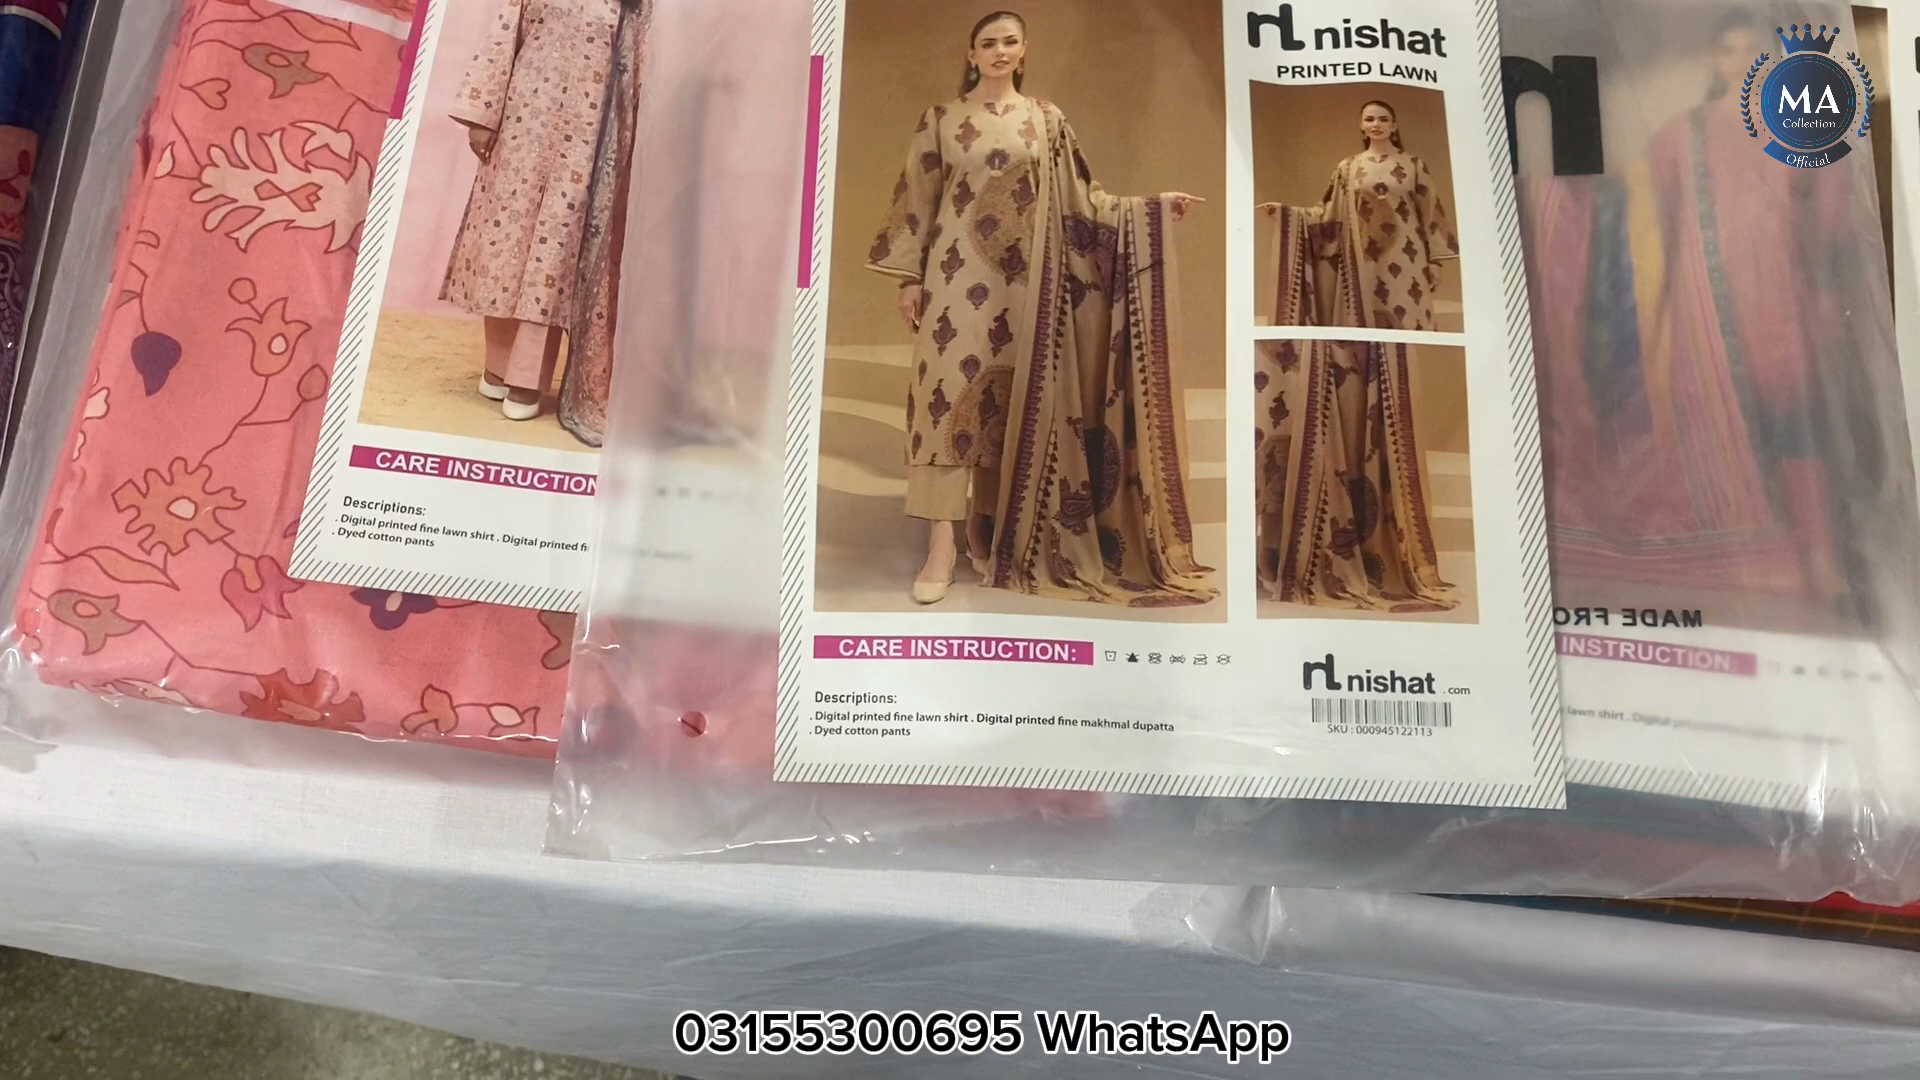 nishat
PRINTED LAWN
MA
Collection
Official
CARE INSTRUCTION
Descriptions:
. Digital printed fine lawn shirt . Digital printed fi
. Dyed cotton pants
CARE INSTRUCTION:
Descriptions:
. Digital printed fine lawn shirt . Digital printed fine makhmal dupatta
. Dyed cotton pants
nishat .com
SKU : 000945122113
MADE FRO
INSTRUCTION:
lawn shirt . Digital
03155300695 WhatsApp